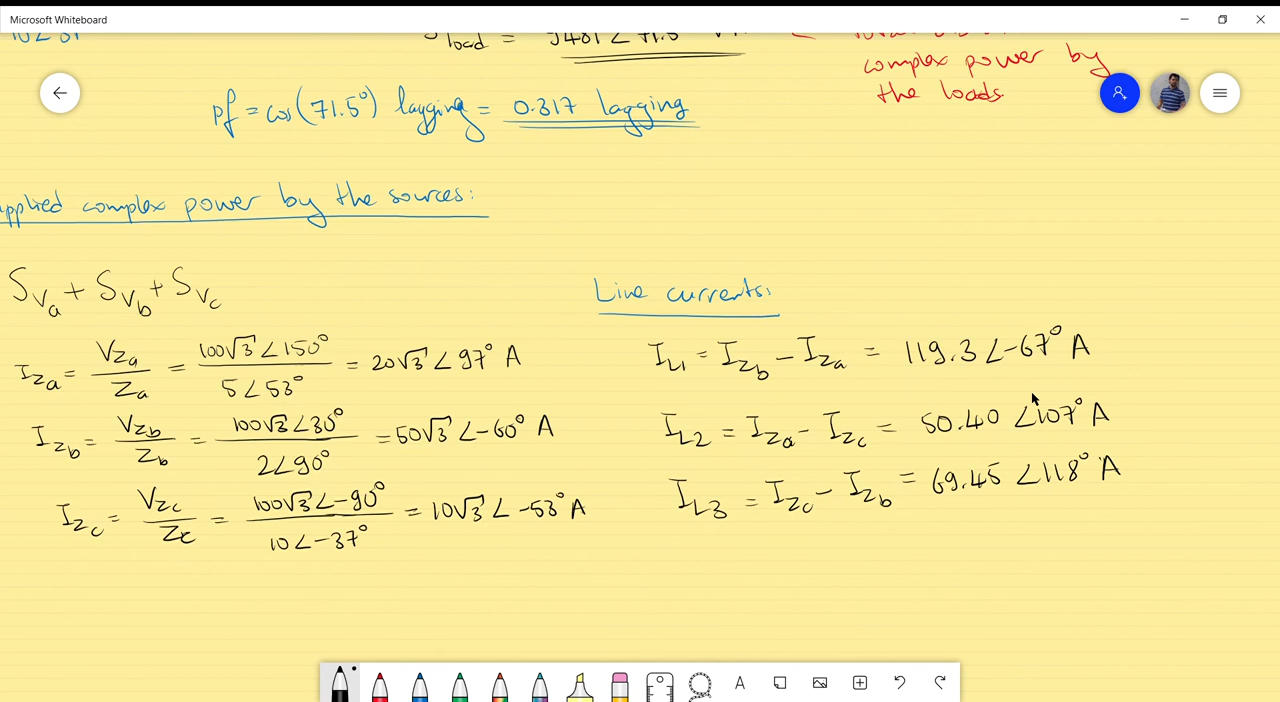 Microsoft Whiteboard
load =
complex power by
the loads.
pf = cos(71.5°) lagging = 0.317 lagging
applied complex power by the sources:
S_Va + S_Vb + S_Vc
Line currents:
I_Za = V_Za / Z_a = 100√3∠150° / 5∠53° = 20√3∠97° A
I_L1 = I_Zb - I_Za = 119.3∠-67° A
I_Zb = V_Zb / Z_b = 100√3∠30° / 2∠90° = 50√3∠-60° A
I_L2 = I_Za - I_Zc = 50.40∠107° A
I_Zc = V_Zc / Z_c = 100√3∠-90° / 10∠-37° = 10√3∠-53° A
I_L3 = I_Zc - I_Zb = 69.45∠118° A
A